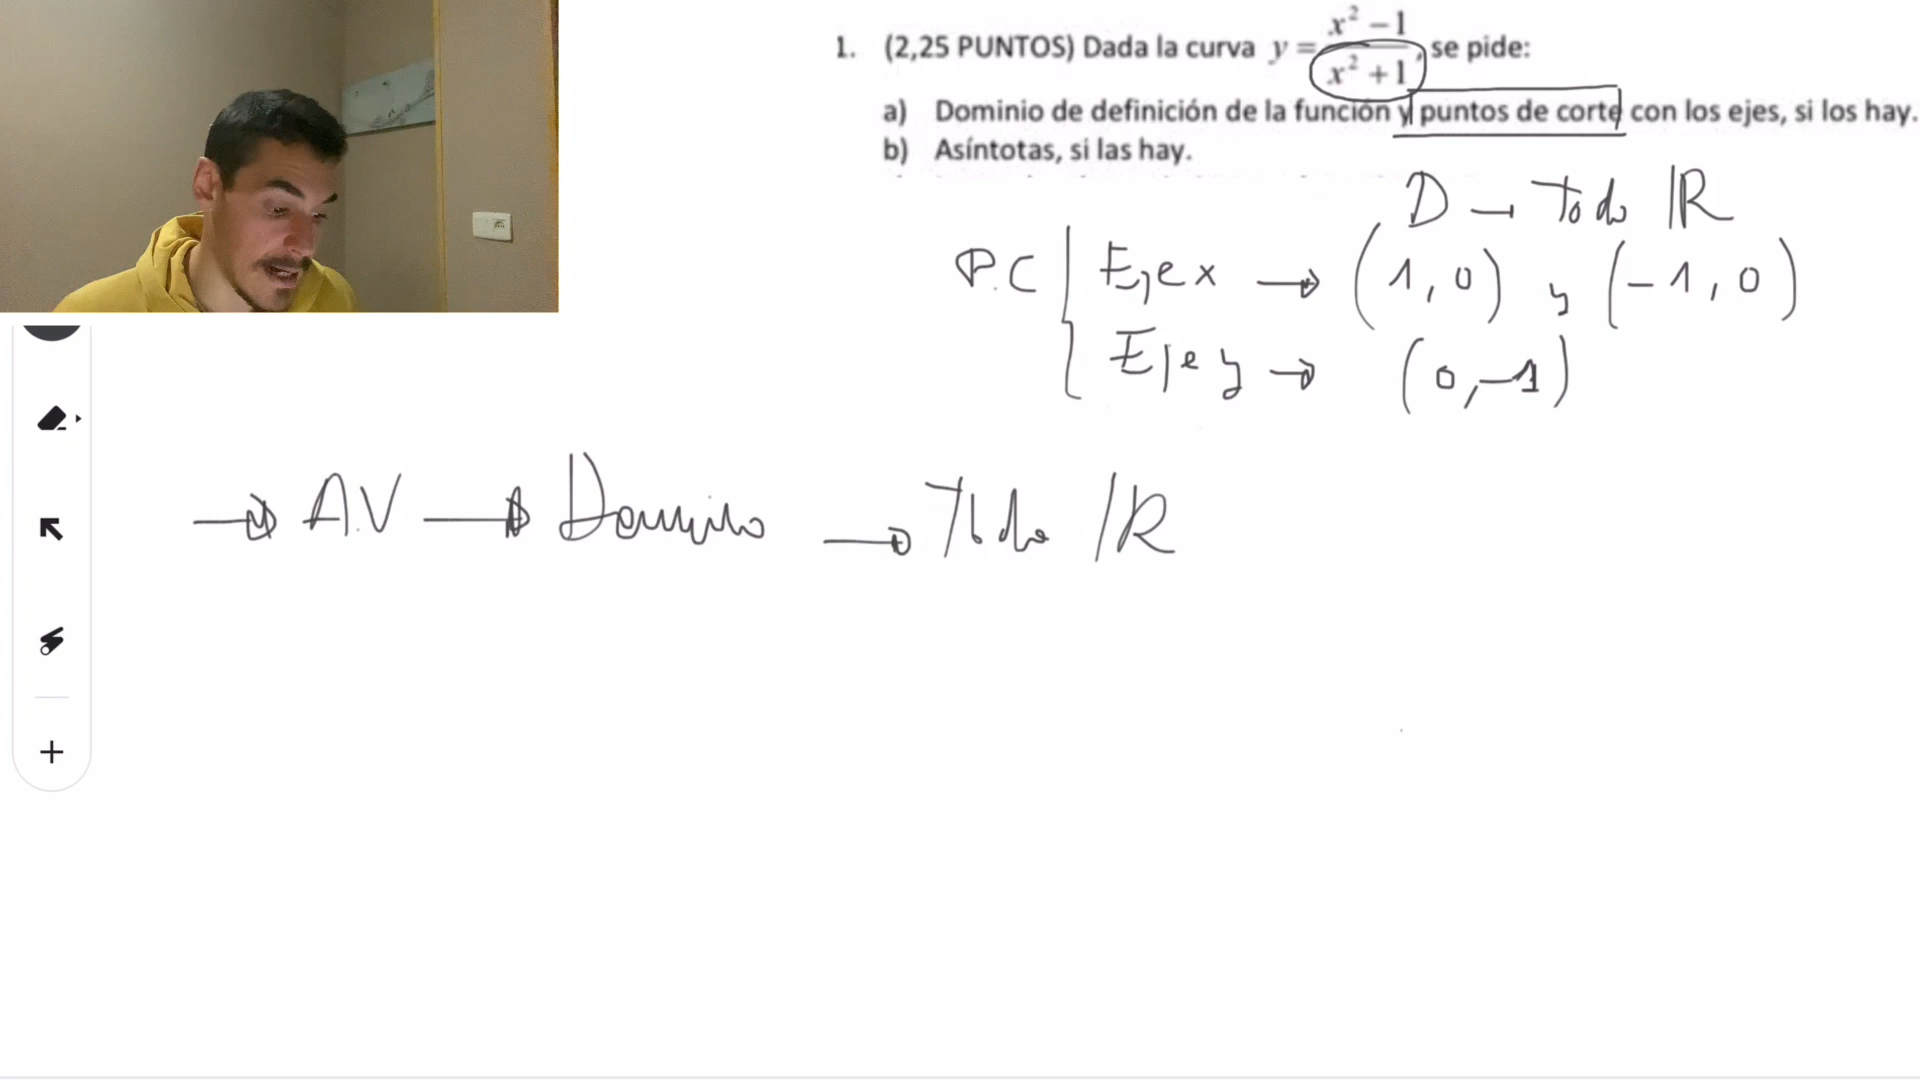 1. (2,25 PUNTOS) Dada la curva y = x² - 1 / x² + 1, se pide:
a) Dominio de definición de la función y puntos de corte con los ejes, si los hay.
b) Asíntotas, si las hay.
D → Todo ℝ
P.C { Eje x → (1, 0) y (-1, 0)
Eje y → (0, -1)
→ A.V → Dominio → Todo ℝ